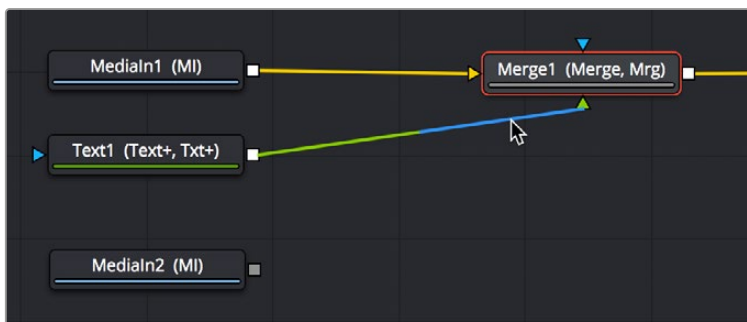 MediaIn1 (MI)
Merge1 (Merge, Mrg)
Text1 (Text+, Txt+)
MediaIn2 (MI)